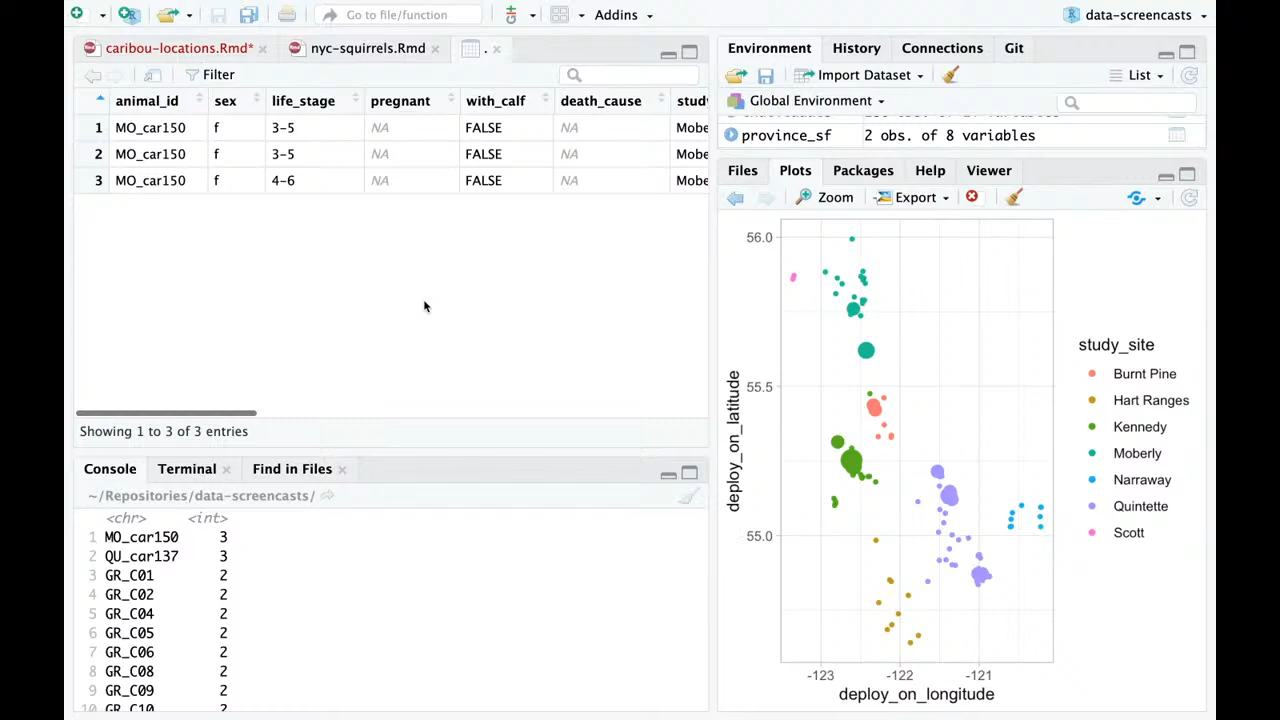 Go to file/function
Addins
data-screencasts
caribou-locations.Rmd*
nyc-squirrels.Rmd
.
Filter
animal_id sex life_stage pregnant with_calf death_cause study
1 MO_car150 f 3-5 NA FALSE NA Mobe
2 MO_car150 f 3-5 NA FALSE NA Mobe
3 MO_car150 f 4-6 NA FALSE NA Mobe
Showing 1 to 3 of 3 entries
Console
Terminal
Find in Files
~/Repositories/data-screencasts/
<chr> <int>
1 MO_car150 3
2 QU_car137 3
3 GR_C01 2
4 GR_C02 2
5 GR_C04 2
6 GR_C05 2
7 GR_C06 2
8 GR_C08 2
9 GR_C09 2
10 GR_C10 2
Environment
History
Connections
Git
Import Dataset
List
Global Environment
province_sf 2 obs. of 8 variables
Files
Plots
Packages
Help
Viewer
Zoom
Export
56.0
55.5
55.0
deploy_on_latitude
-123
-122
-121
deploy_on_longitude
study_site
Burnt Pine
Hart Ranges
Kennedy
Moberly
Narraway
Quintette
Scott